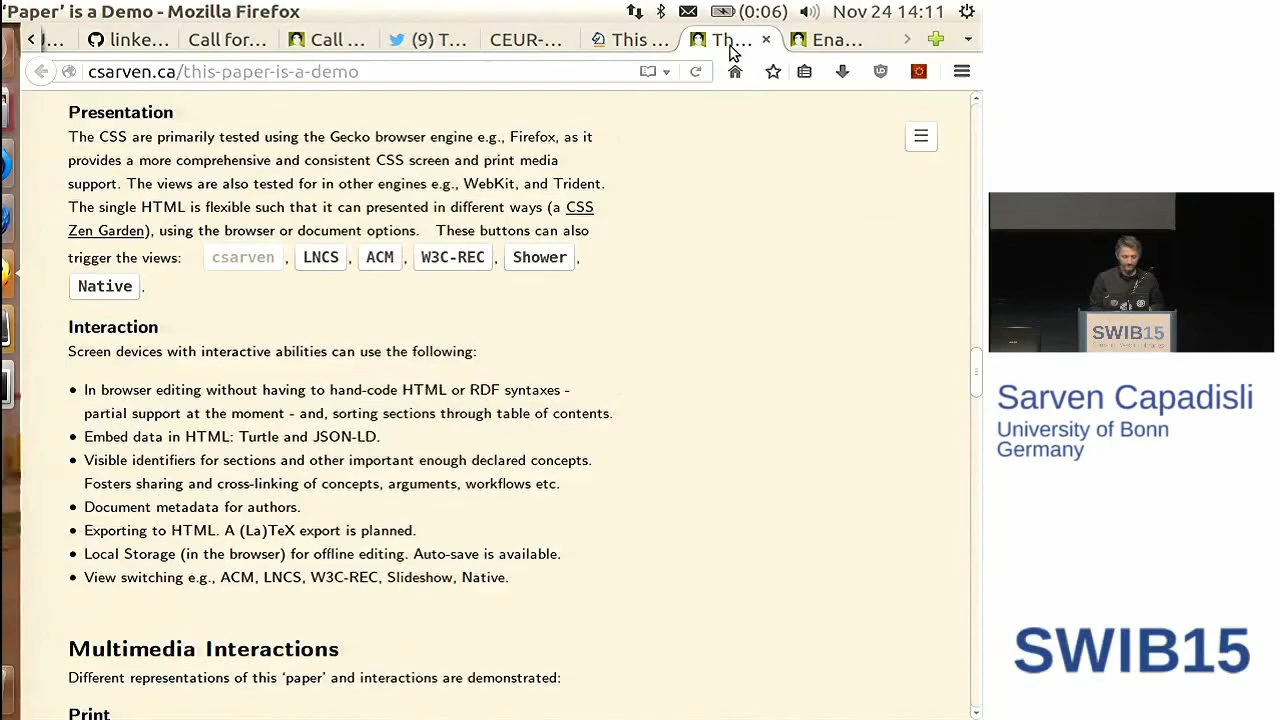 ‘Paper’ is a Demo - Mozilla Firefox
(0:06)
Nov 24 14:11
linke...
Call for...
Call ...
(9) T...
CEUR-...
This ...
Th...
Ena...
csarven.ca/this-paper-is-a-demo
Presentation
The CSS are primarily tested using the Gecko browser engine e.g., Firefox, as it
provides a more comprehensive and consistent CSS screen and print media
support. The views are also tested for in other engines e.g., WebKit, and Trident.
The single HTML is flexible such that it can presented in different ways (a CSS
Zen Garden), using the browser or document options. These buttons can also
trigger the views: csarven, LNCS, ACM, W3C-REC, Shower,
Native.
Interaction
Screen devices with interactive abilities can use the following:
• In browser editing without having to hand-code HTML or RDF syntaxes -
partial support at the moment - and, sorting sections through table of contents.
• Embed data in HTML: Turtle and JSON-LD.
• Visible identifiers for sections and other important enough declared concepts.
Fosters sharing and cross-linking of concepts, arguments, workflows etc.
• Document metadata for authors.
• Exporting to HTML. A (La)TeX export is planned.
• Local Storage (in the browser) for offline editing. Auto-save is available.
• View switching e.g., ACM, LNCS, W3C-REC, Slideshow, Native.
Multimedia Interactions
Different representations of this ‘paper’ and interactions are demonstrated:
Print
SWIB15
Sarven Capadisli
University of Bonn
Germany
SWIB15